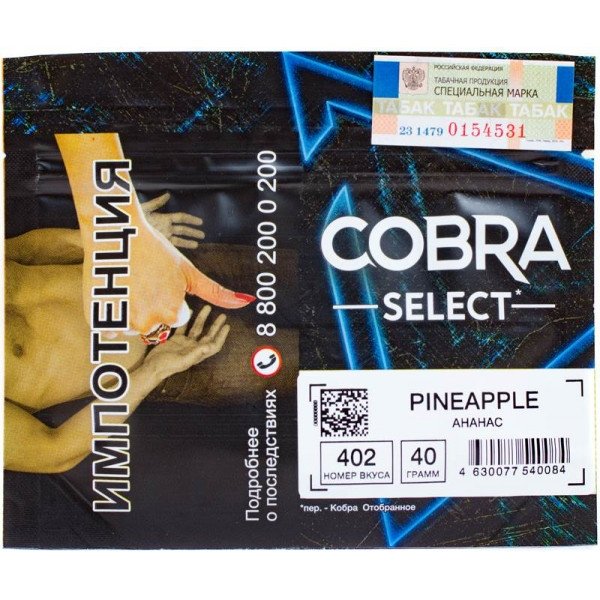 РОССИЙСКАЯ ФЕДЕРАЦИЯ
ТАБАЧНАЯ ПРОДУКЦИЯ
СПЕЦИАЛЬНАЯ МАРКА
ТАБАК ТАБАК ТАБАК
23 1479 0154531
ИМПОТЕНЦИЯ
Подробнее
о последствиях
8 800 200 0 200
COBRA
SELECT*
PINEAPPLE
АНАНАС
402
НОМЕР ВКУСА
40
ГРАММ
4 630077 540084
*пер. - Кобра Отобранное